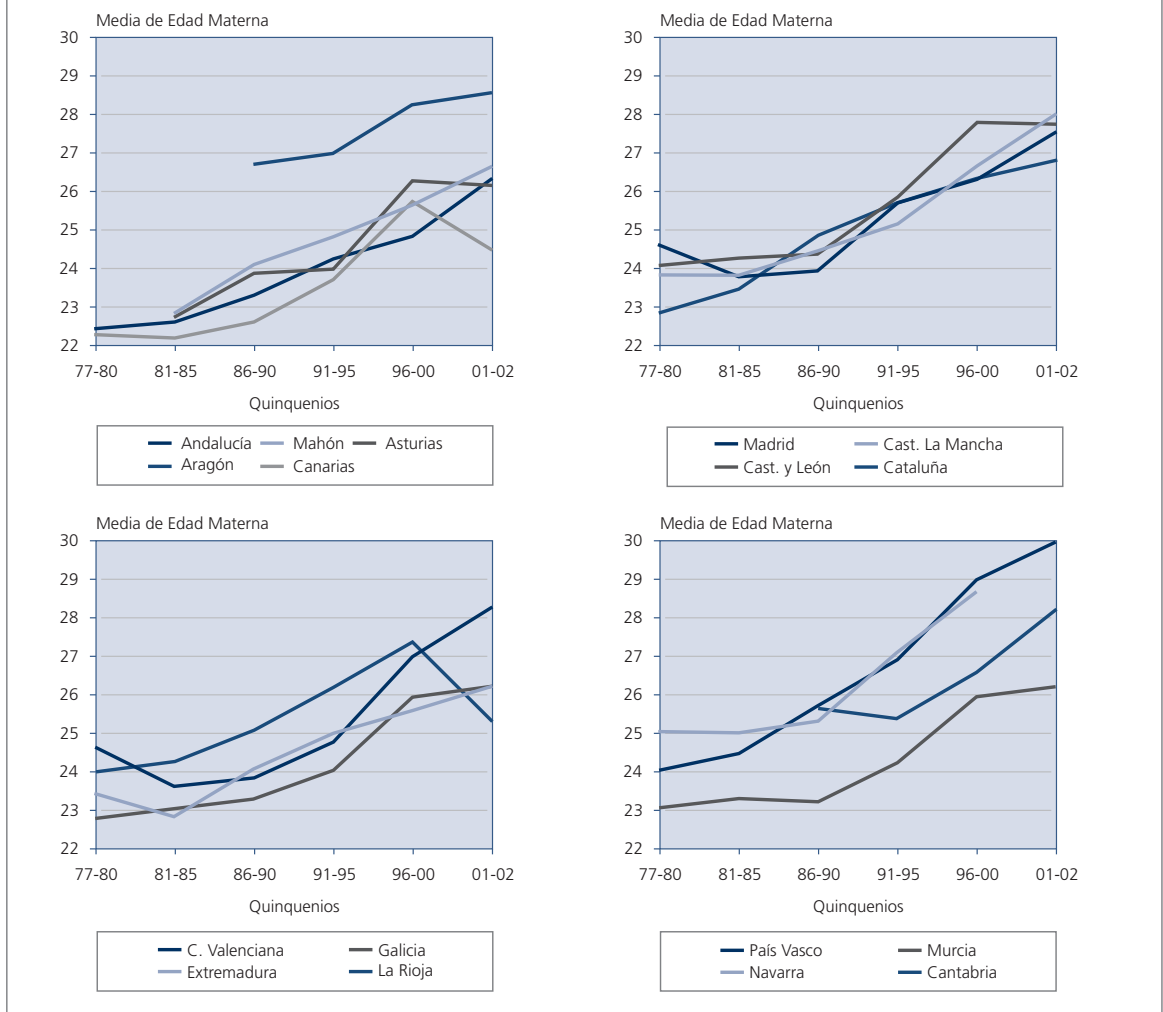 Media de Edad Materna
30
29
28
27
26
25
24
23
22
77-80 81-85 86-90 91-95 96-00 01-02
Quinquenios
Andalucía Mahón Asturias
Aragón Canarias
Media de Edad Materna
30
29
28
27
26
25
24
23
22
77-80 81-85 86-90 91-95 96-00 01-02
Quinquenios
Madrid Cast. La Mancha
Cast. y León Cataluña
Media de Edad Materna
30
29
28
27
26
25
24
23
22
77-80 81-85 86-90 91-95 96-00 01-02
Quinquenios
C. Valenciana Galicia
Extremadura La Rioja
Media de Edad Materna
30
29
28
27
26
25
24
23
22
77-80 81-85 86-90 91-95 96-00 01-02
Quinquenios
País Vasco Murcia
Navarra Cantabria